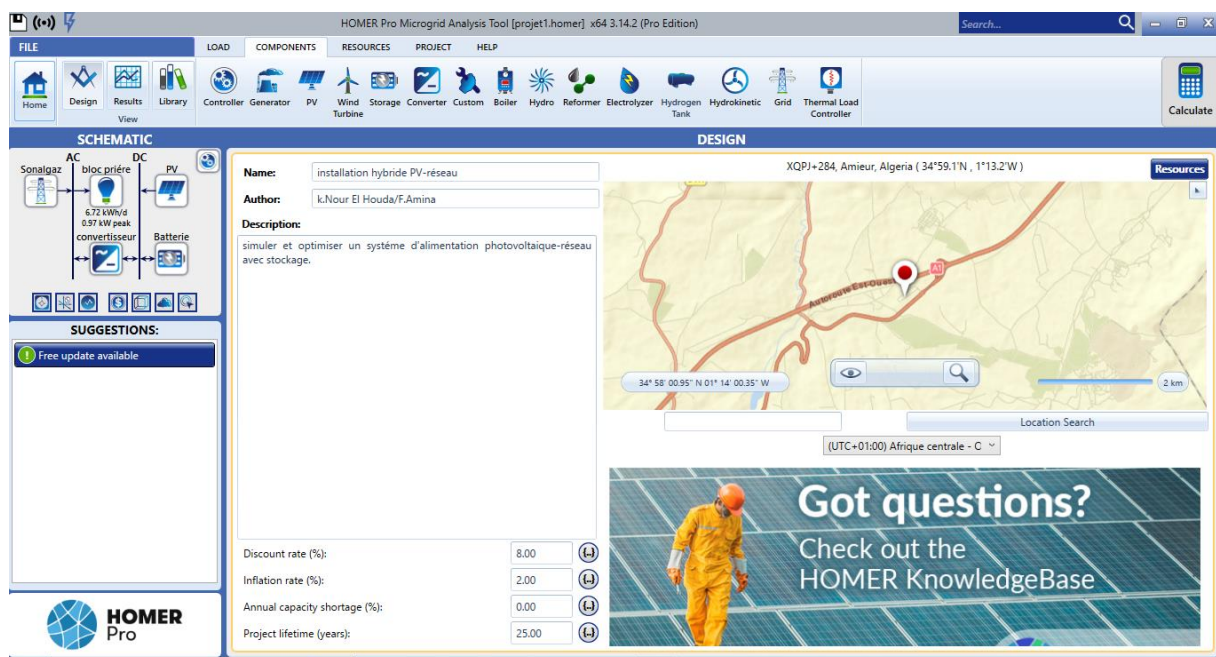 HOMER Pro Microgrid Analysis Tool [projet1.homer] x64 3.14.2 (Pro Edition)
Search...
FILE
LOAD COMPONENTS RESOURCES PROJECT HELP
Home
Design
Results
Library
View
Controller
Generator
PV
Wind Turbine
Storage
Converter
Custom
Boiler
Hydro
Reformer
Electrolyzer
Hydrogen Tank
Hydrokinetic
Grid
Thermal Load Controller
Calculate
SCHEMATIC
DESIGN
AC DC
Sonalgaz
bloc priére
PV
6.72 kWh/d
0.97 kW peak
convertisseur
Batterie
SUGGESTIONS:
Free update available
HOMER
Pro
Name: installation hybride PV-réseau
Author: k.Nour El Houda/F.Amina
Description:
simuler et optimiser un systéme d'alimentation photovoltaique-réseau
avec stockage.
Discount rate (%): 8.00
Inflation rate (%): 2.00
Annual capacity shortage (%): 0.00
Project lifetime (years): 25.00
XQPJ+284, Amieur, Algeria ( 34°59.1'N , 1°13.2'W )
Resources
Autoroute Est-Ouest
A1
34° 58' 00.95" N 01° 14' 00.35" W
2 km
Location Search
(UTC+01:00) Afrique centrale - O
Got questions?
Check out the
HOMER KnowledgeBase